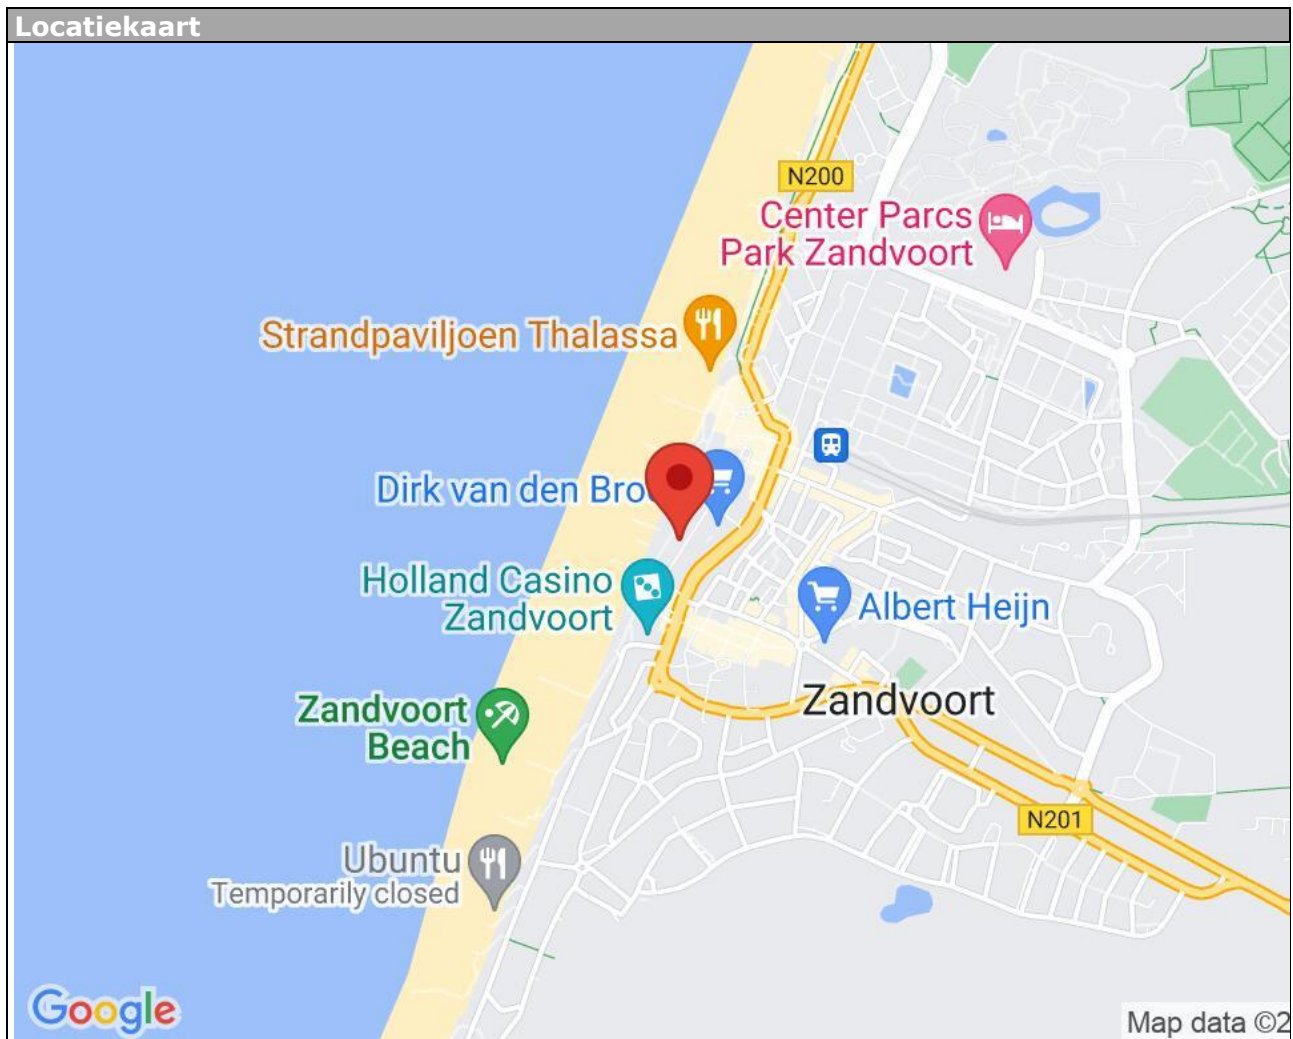 Locatiekaart
N200
Center Parcs
Park Zandvoort
Strandpaviljoen Thalassa
Dirk van den Bro
Holland Casino
Zandvoort
Albert Heijn
Zandvoort
Zandvoort
Beach
N201
Ubuntu
Temporarily closed
Google
Map data ©2